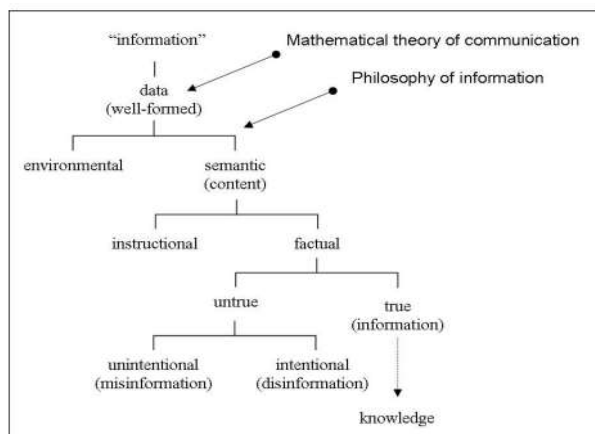 “information”
Mathematical theory of communication
Philosophy of information
data
(well-formed)
environmental
semantic
(content)
instructional
factual
untrue
true
(information)
unintentional
(misinformation)
intentional
(disinformation)
knowledge